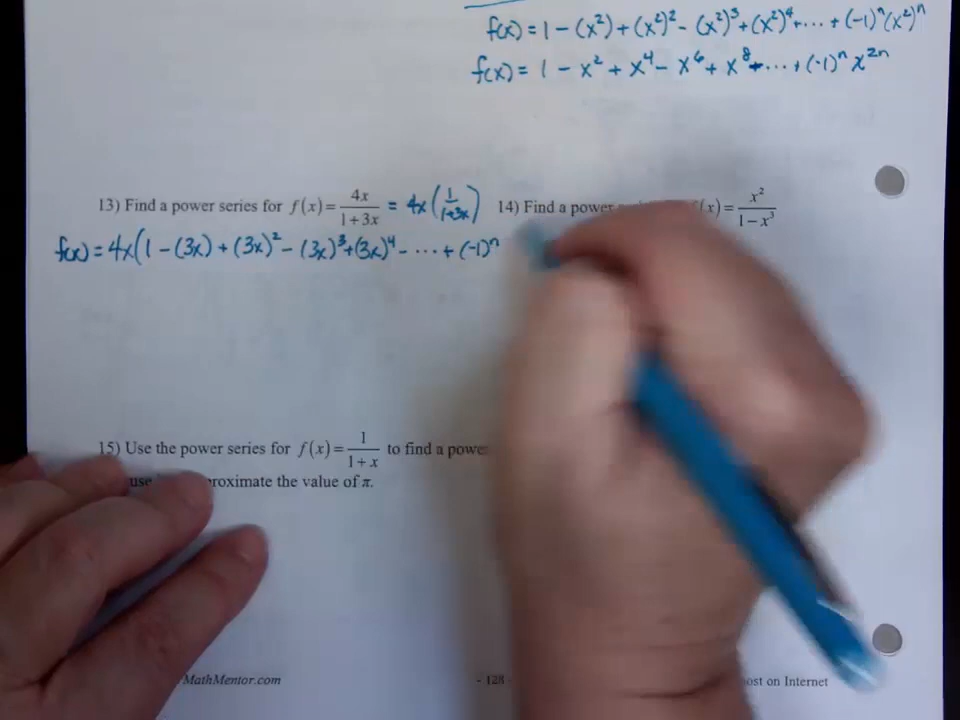 f(x) = 1 - (x²) + (x²)² - (x²)³ + (x²)⁴ + ... + (-1)ⁿ(x²)ⁿ
f(x) = 1 - x² + x⁴ - x⁶ + x⁸ - ... + (-1)ⁿ x²ⁿ
13) Find a power series for f(x) = 4x/(1+3x) = 4x(1/(1+3x))
14) Find a power f(x) = x²/(1-x³)
f(x) = 4x(1 - (3x) + (3x)² - (3x)³ + (3x)⁴ - ... + (-1)ⁿ
15) Use the power series for f(x) = 1/(1+x) to find a power
use the value of π.
MathMentor.com - 128 - post on Internet